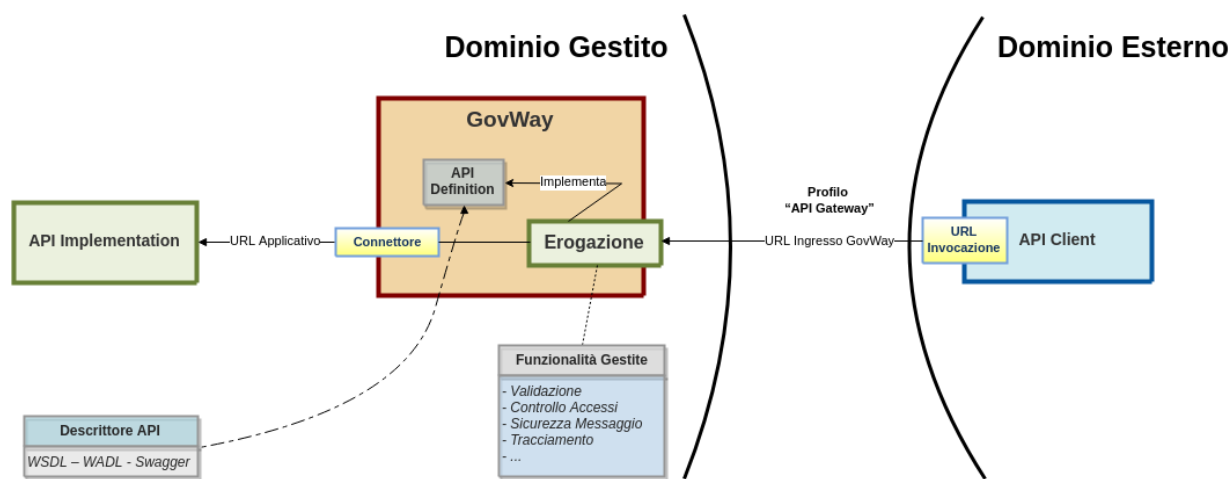 Dominio Gestito
Dominio Esterno
GovWay
API
Definition
Implementa
Profilo
“API Gateway”
API Implementation
URL Applicativo
Connettore
Erogazione
URL Ingresso GovWay
URL
Invocazione
API Client
Funzionalità Gestite
- Validazione
- Controllo Accessi
- Sicurezza Messaggio
- Tracciamento
- ...
Descrittore API
WSDL – WADL - Swagger